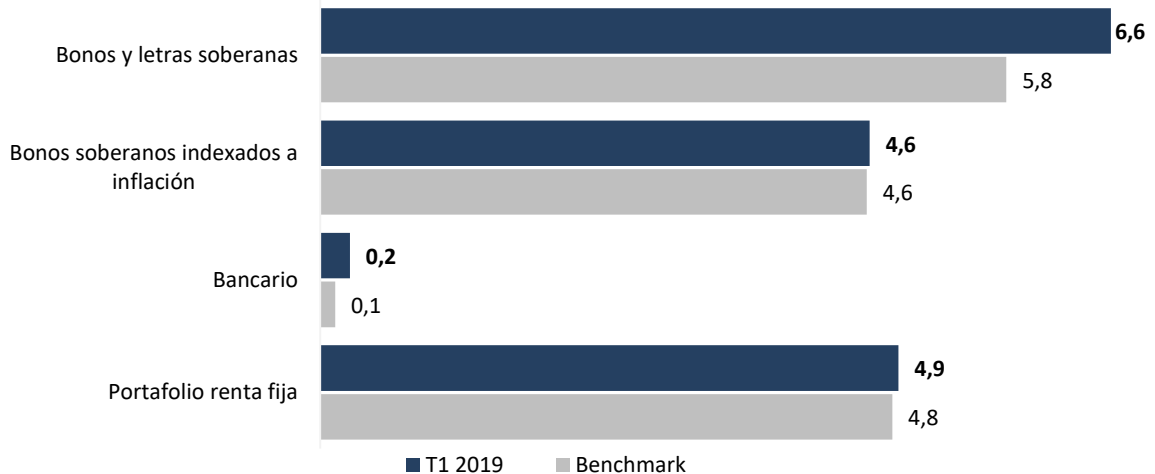 Bonos y letras soberanas
6,6
5,8
Bonos soberanos indexados a
inflación
4,6
4,6
Bancario
0,2
0,1
Portafolio renta fija
4,9
4,8
T1 2019 Benchmark